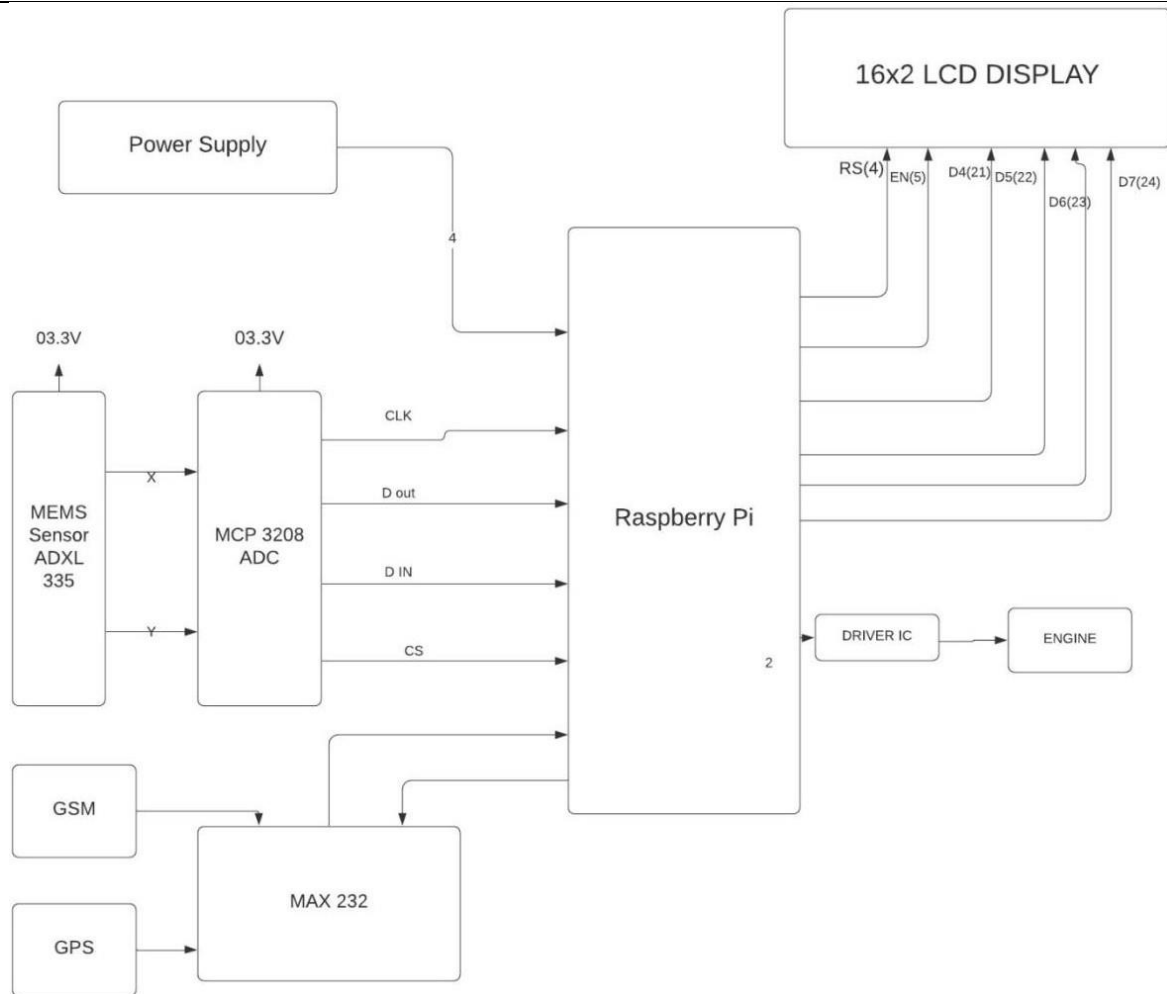 16x2 LCD DISPLAY
Power Supply
RS(4)
EN(5)
D4(21)
D5(22)
D6(23)
D7(24)
4
03.3V
03.3V
MEMS
Sensor
ADXL
335
X
Y
MCP 3208
ADC
CLK
D out
D IN
CS
Raspberry Pi
2
DRIVER IC
ENGINE
GSM
GPS
MAX 232